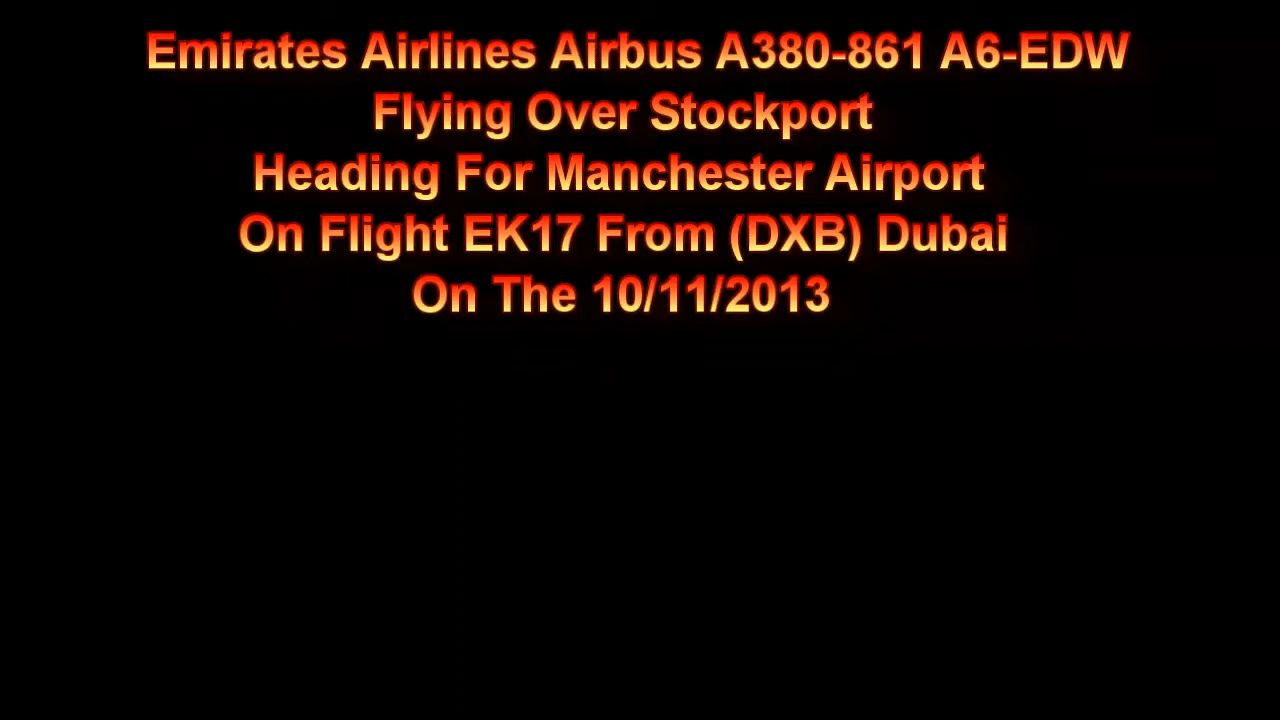 Emirates Airlines Airbus A380-861 A6-EDW
Flying Over Stockport
Heading For Manchester Airport
On Flight EK17 From (DXB) Dubai
On The 10/11/2013